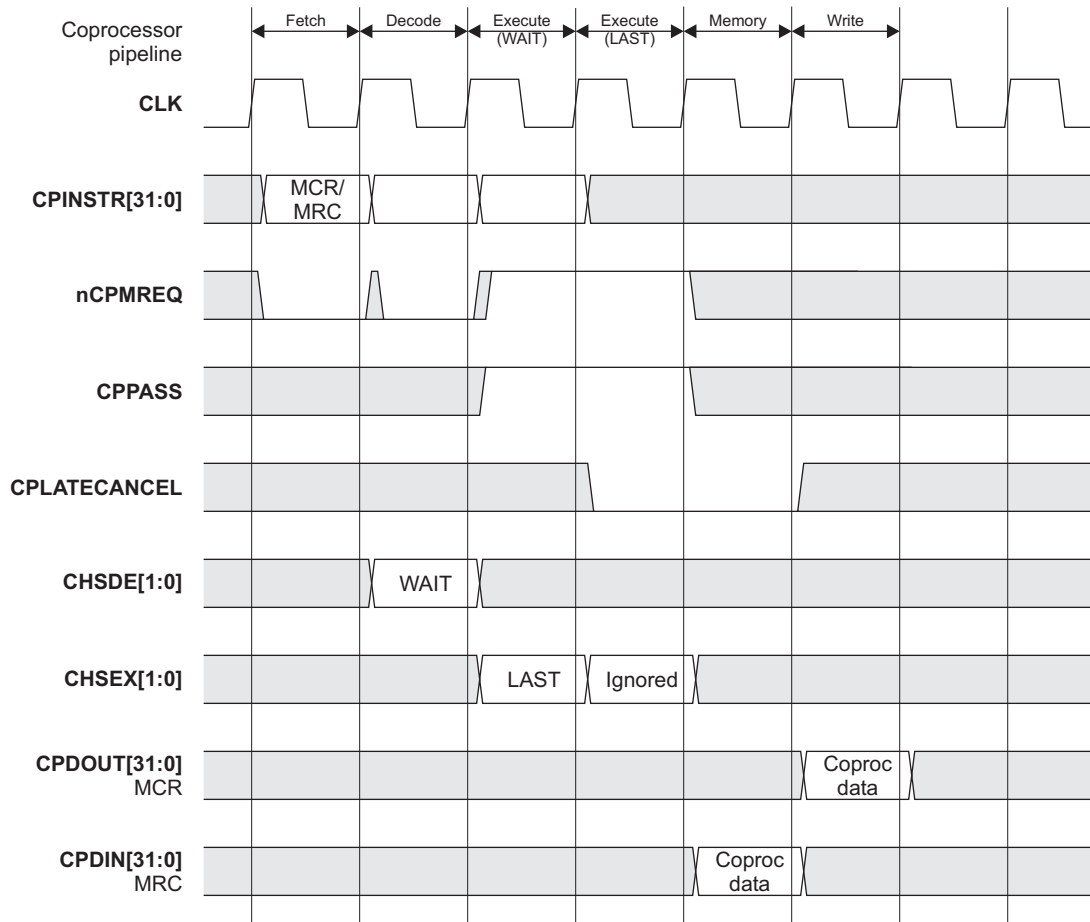 Coprocessor
pipeline
Fetch
Decode
Execute
(WAIT)
Execute
(LAST)
Memory
Write
CLK
CPINSTR[31:0]
MCR/
MRC
nCPMREQ
CPPASS
CPLATECANCEL
CHSDE[1:0]
WAIT
CHSEX[1:0]
LAST
Ignored
CPDOUT[31:0]
MCR
Coproc
data
CPDIN[31:0]
MRC
Coproc
data